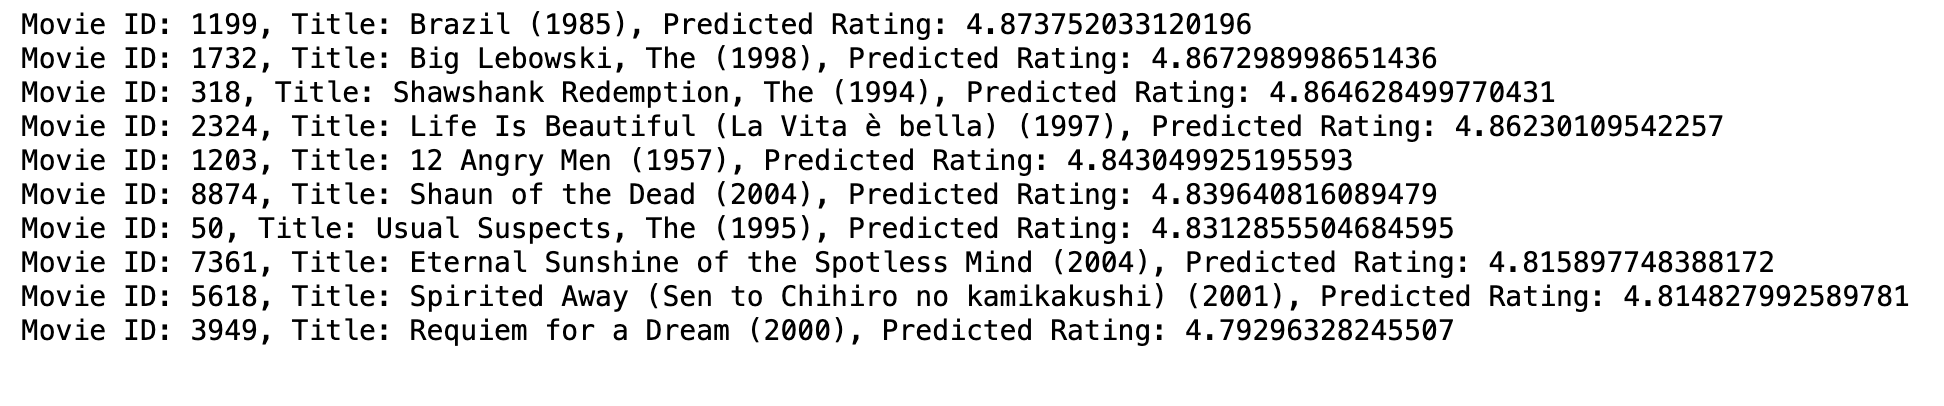 Movie ID: 1199, Title: Brazil (1985), Predicted Rating: 4.873752033120196
Movie ID: 1732, Title: Big Lebowski, The (1998), Predicted Rating: 4.867298998651436
Movie ID: 318, Title: Shawshank Redemption, The (1994), Predicted Rating: 4.864628499770431
Movie ID: 2324, Title: Life Is Beautiful (La Vita è bella) (1997), Predicted Rating: 4.86230109542257
Movie ID: 1203, Title: 12 Angry Men (1957), Predicted Rating: 4.843049925195593
Movie ID: 8874, Title: Shaun of the Dead (2004), Predicted Rating: 4.839640816089479
Movie ID: 50, Title: Usual Suspects, The (1995), Predicted Rating: 4.8312855504684595
Movie ID: 7361, Title: Eternal Sunshine of the Spotless Mind (2004), Predicted Rating: 4.815897748388172
Movie ID: 5618, Title: Spirited Away (Sen to Chihiro no kamikakushi) (2001), Predicted Rating: 4.814827992589781
Movie ID: 3949, Title: Requiem for a Dream (2000), Predicted Rating: 4.79296328245507